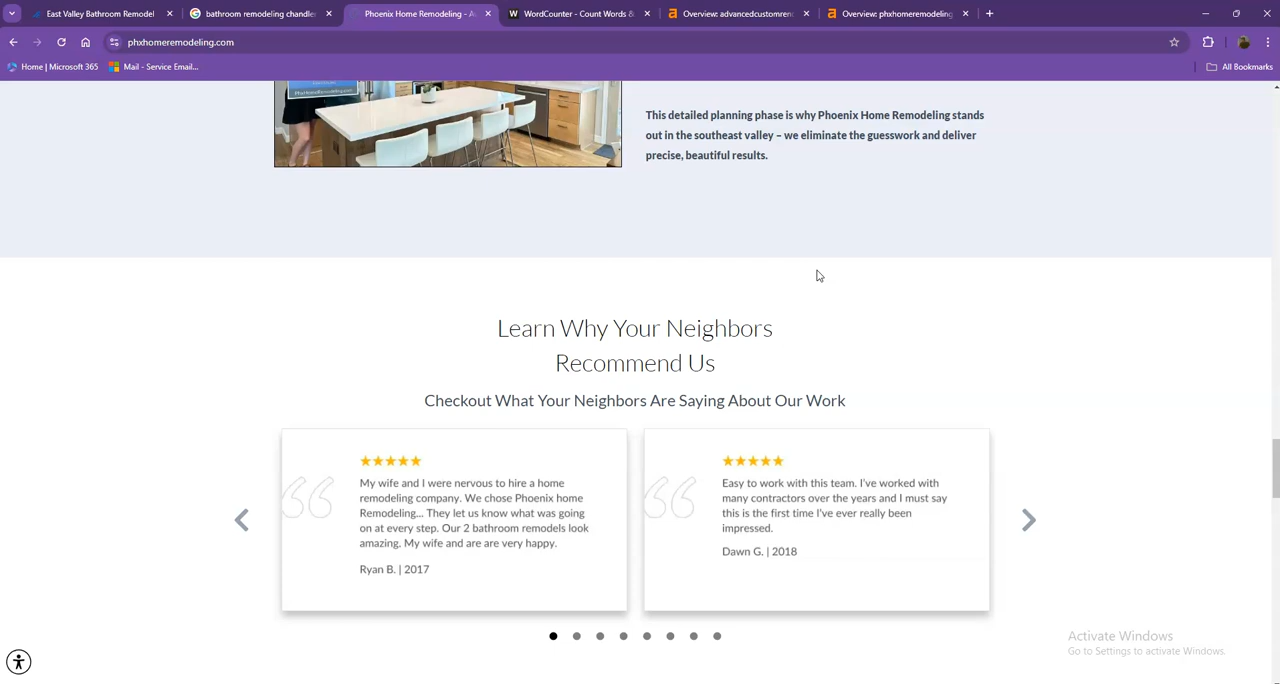 East Valley Bathroom Remodel
bathroom remodeling chandle
Phoenix Home Remodeling - A
WordCounter - Count Words &
Overview: advancedcustomren
Overview: phxhomeremodeling
phxhomeremodeling.com
Home | Microsoft 365
Mail - Service Email...
All Bookmarks
This detailed planning phase is why Phoenix Home Remodeling stands
out in the southeast valley – we eliminate the guesswork and deliver
precise, beautiful results.
Learn Why Your Neighbors
Recommend Us
Checkout What Your Neighbors Are Saying About Our Work
My wife and I were nervous to hire a home
remodeling company. We chose Phoenix home
Remodeling... They let us know what was going
on at every step. Our 2 bathroom remodels look
amazing. My wife and are are very happy.
Ryan B. | 2017
Easy to work with this team. I've worked with
many contractors over the years and I must say
this is the first time I've ever really been
impressed.
Dawn G. | 2018
Activate Windows
Go to Settings to activate Windows.